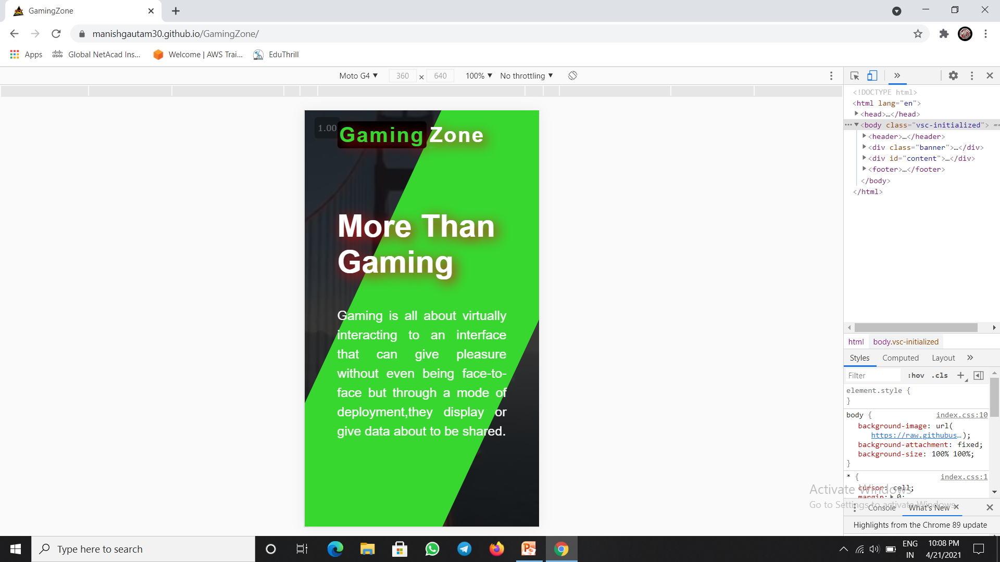 GamingZone
manishgautam30.github.io/GamingZone/
Apps
Global NetAcad Ins...
Welcome | AWS Trai...
EduThrill
Moto G4 ▼ 360 × 640 100% ▼ No throttling ▼
1.00
Gaming Zone
More Than
Gaming
Gaming is all about virtually
interacting to an interface
that can give pleasure
without even being face-to-
face but through a mode of
deployment,they display or
give data about to be shared.
<!DOCTYPE html>
<html lang="en">
<head>…</head>
<body class="vsc-initialized"> ==
<header>…</header>
<div class="banner">…</div>
<div id="content">…</div>
<footer>…</footer>
</body>
</html>
html body.vsc-initialized
Styles Computed Layout
Filter :hov .cls
element.style {
}
body { index.css:10
background-image: url(
https://raw.githubus…);
background-attachment: fixed;
background-size: 100% 100%;
}
* { index.css:1
cursor: cell;
margin: 0;
Activate Windows
Go to Settings to activate Windows.
Console What's New
Highlights from the Chrome 89 update
Type here to search
ENG
IN
10:08 PM
4/21/2021